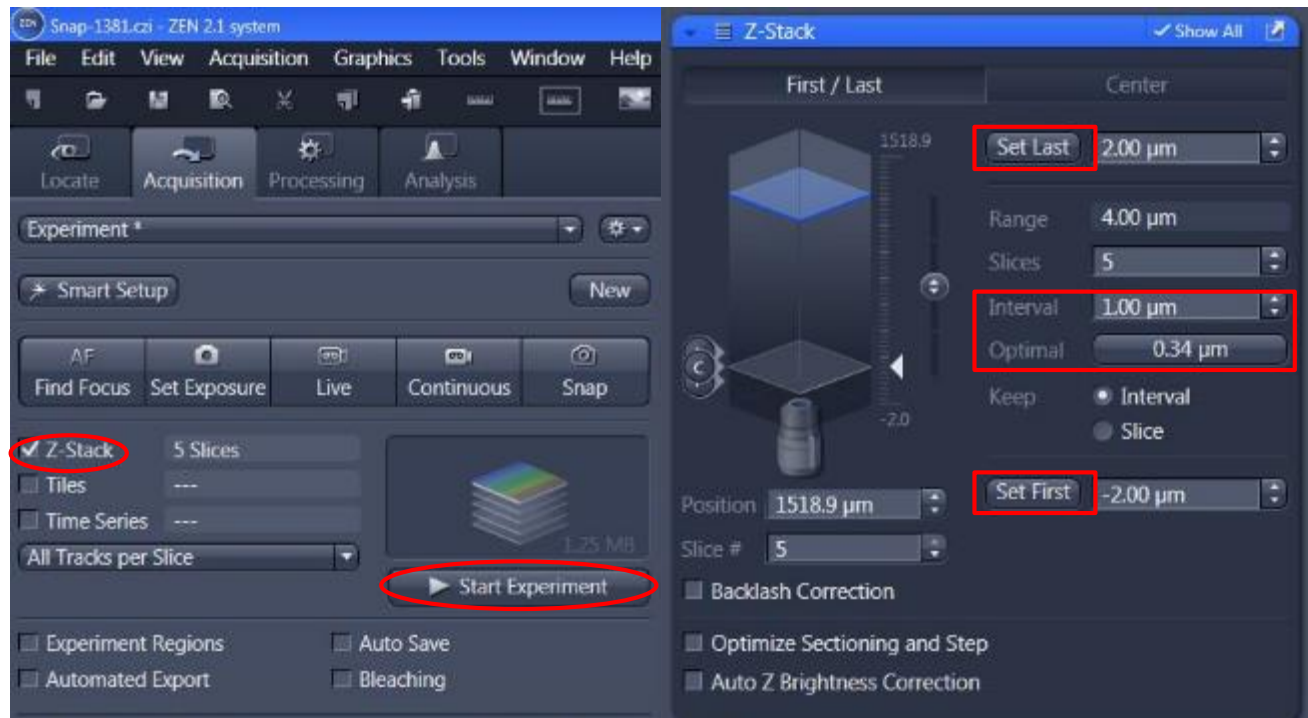 ZEN Snap-1381.czi - ZEN 2.1 system
File Edit View Acquisition Graphics Tools Window Help
Locate Acquisition Processing Analysis
Experiment *
Smart Setup New
AF
Find Focus Set Exposure Live Continuous Snap
Z-Stack 5 Slices
Tiles ---
Time Series ---
1.25 MB
All Tracks per Slice
Start Experiment
Experiment Regions Auto Save
Automated Export Bleaching
Z-Stack Show All
First / Last Center
1518.9
Set Last 2.00 µm
Range 4.00 µm
Slices 5
Interval 1.00 µm
Optimal 0.34 µm
C
Keep Interval
-2.0
Slice
Set First -2.00 µm
Position 1518.9 µm
Slice # 5
Backlash Correction
Optimize Sectioning and Step
Auto Z Brightness Correction